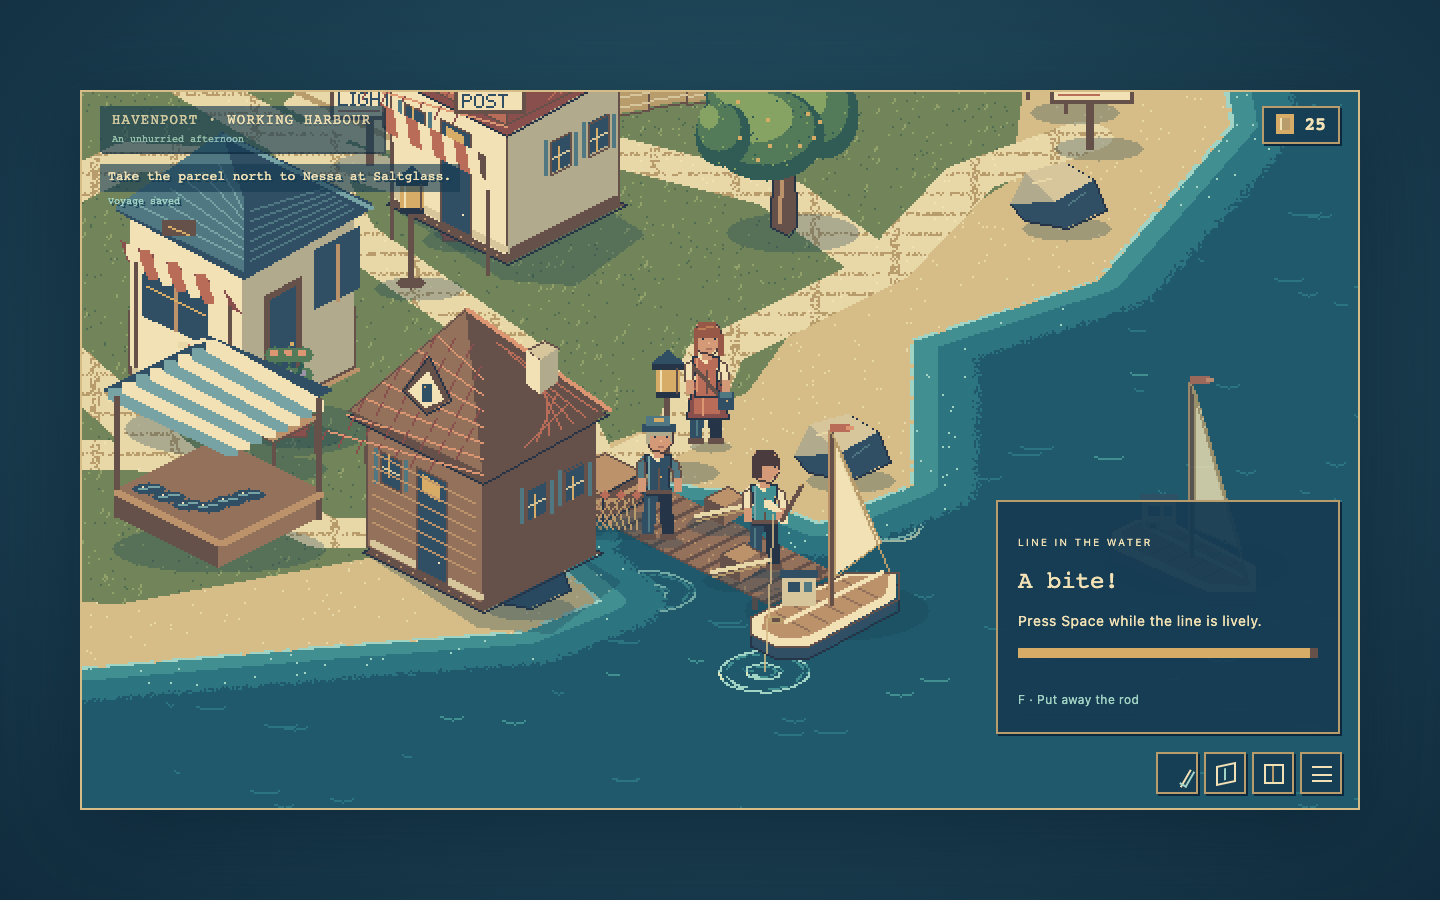 POST
HAVENPORT · WORKING HARBOUR
An unhurried afternoon
Take the parcel north to Nessa at Saltglass.
Voyage saved
25
LINE IN THE WATER
A bite!
Press Space while the line is lively.
F · Put away the rod